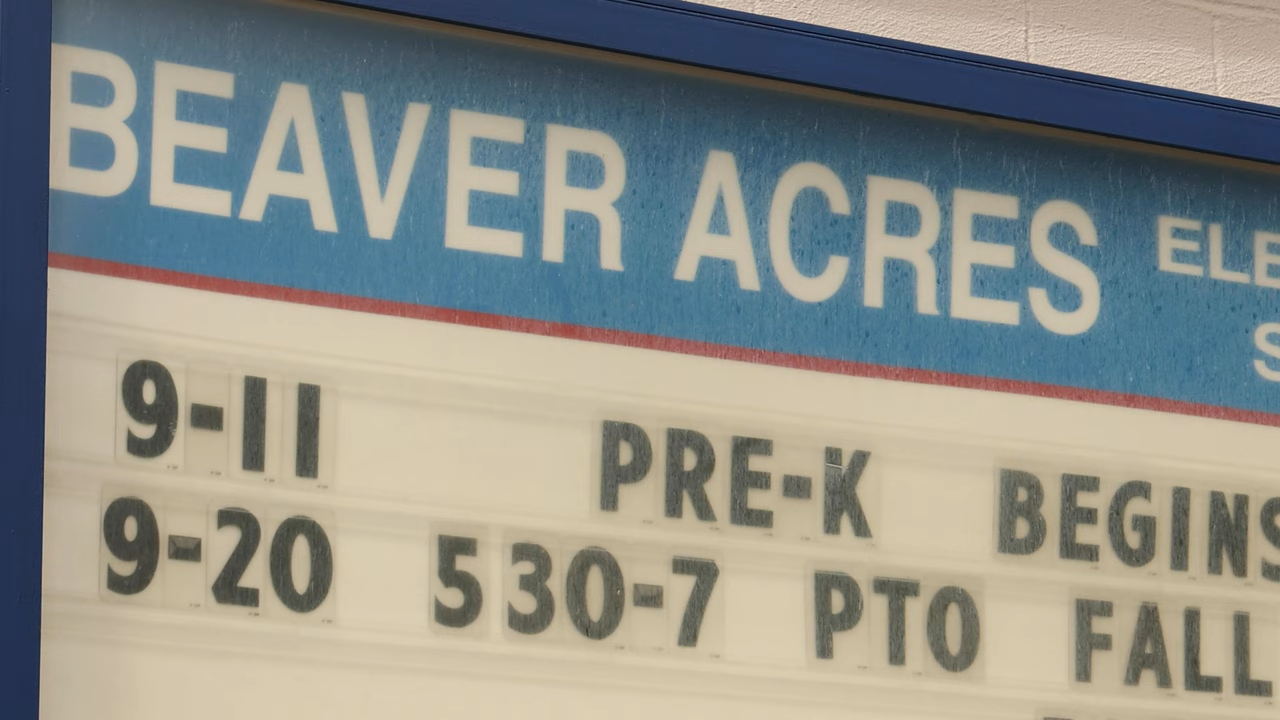 BEAVER ACRES ELE
S
9-11 PRE-K BEGINS
9-20 530-7 PTO FALL